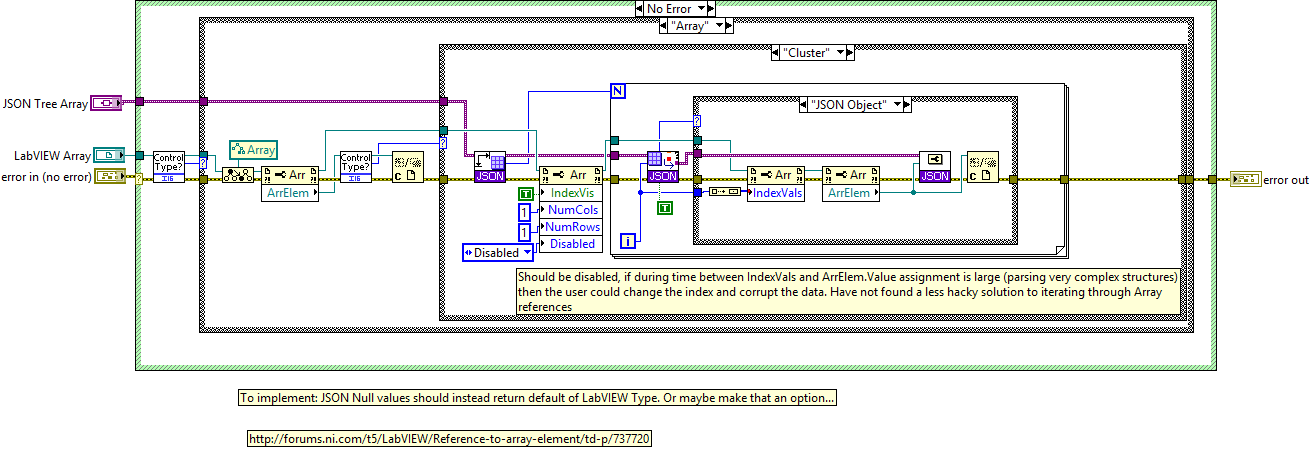 No Error
"Array"
"Cluster"
N
"JSON Object"
JSON Tree Array
LabVIEW Array
error in (no error)
Control
Type?
I16
?
?
Array
Arr
ArrElem
Control
Type?
I16
C
?
JSON
Arr
IndexVis
NumCols
NumRows
Disabled
T
1
1
Disabled
JSON
T
i
?
Arr
IndexVals
Arr
ArrElem
JSON
C
error out
Should be disabled, if during time between IndexVals and ArrElem.Value assignment is large (parsing very complex structures)
then the user could change the index and corrupt the data. Have not found a less hacky solution to iterating through Array
references
To implement: JSON Null values should instead return default of LabVIEW Type. Or maybe make that an option...
http://forums.ni.com/t5/LabVIEW/Reference-to-array-element/td-p/737720